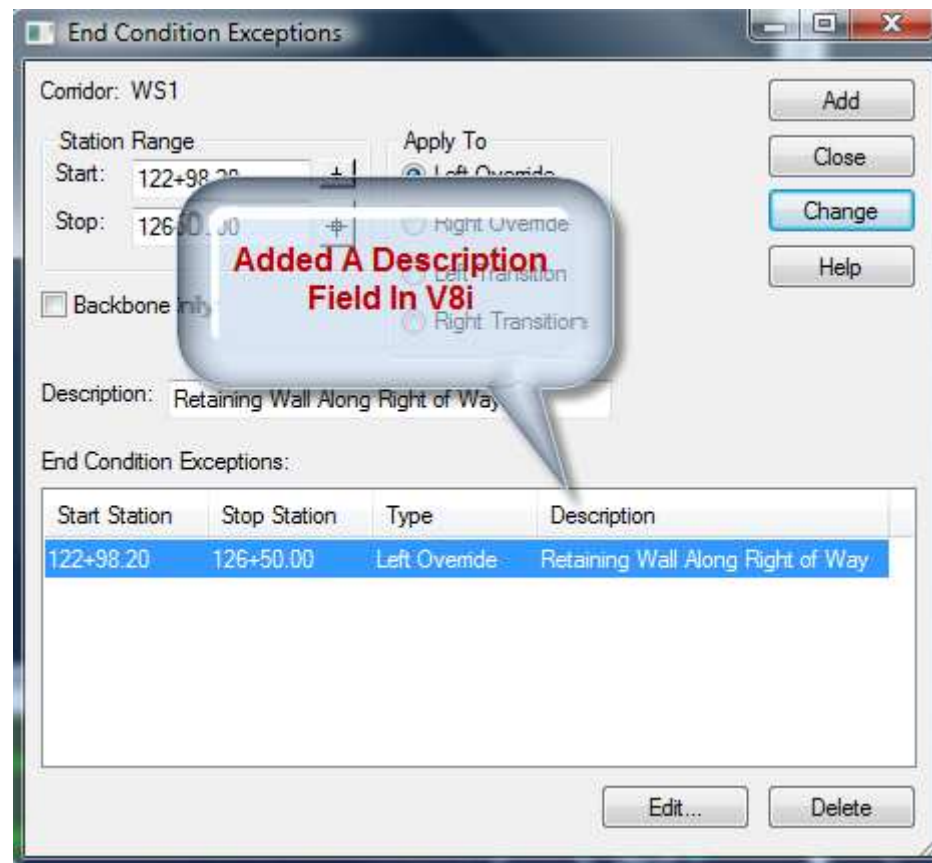 End Condition Exceptions
Corridor: WS1
Add
Station Range
Apply To
Close
Start: 122+98.20
Left Override
Change
Stop:
Right Override
Added A Description
Field In V8i
Left Transition
Help
Backbone Only
Right Transitions
Description: Retaining Wall Along Right of Way
End Condition Exceptions:
Start Station Stop Station Type Description
122+98.20 126+50.00 Left Override Retaining Wall Along Right of Way
Edit... Delete